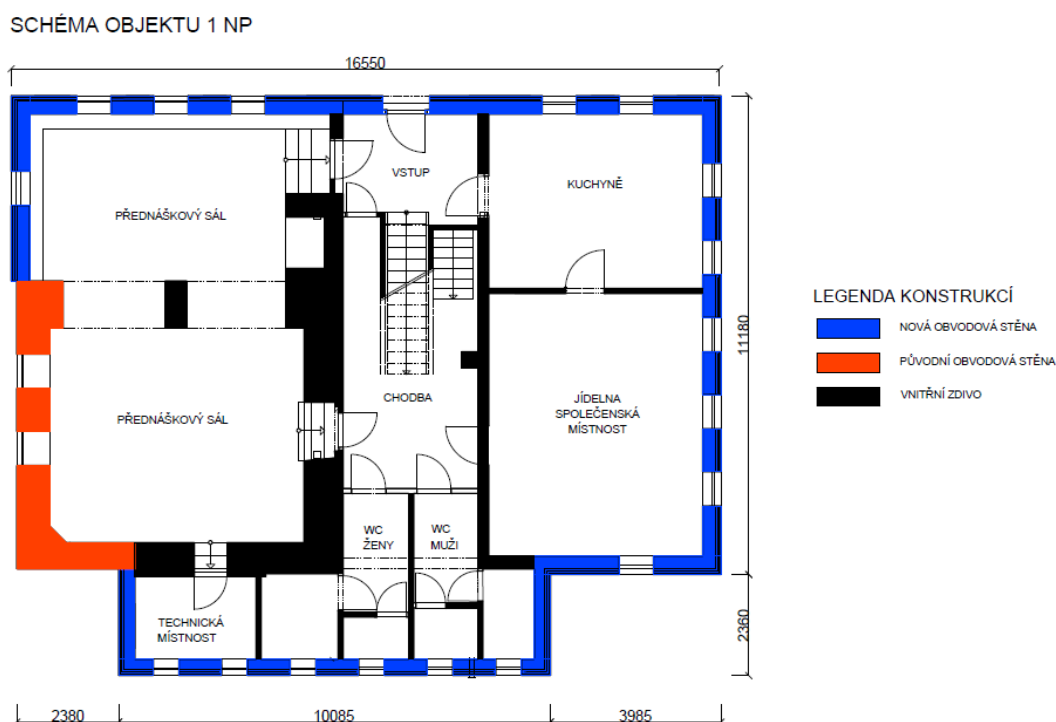 SCHÉMA OBJEKTU 1 NP
16550
VSTUP
KUCHYNĚ
PŘEDNÁŠKOVÝ SÁL
LEGENDA KONSTRUKCÍ
NOVÁ OBVODOVÁ STĚNA
PŮVODNÍ OBVODOVÁ STĚNA
VNITŘNÍ ZDIVO
11180
CHODBA
JÍDELNA
SPOLEČENSKÁ
MÍSTNOST
PŘEDNÁŠKOVÝ SÁL
WC
ŽENY
WC
MUŽI
TECHNICKÁ
MÍSTNOST
2360
2380
10085
3985